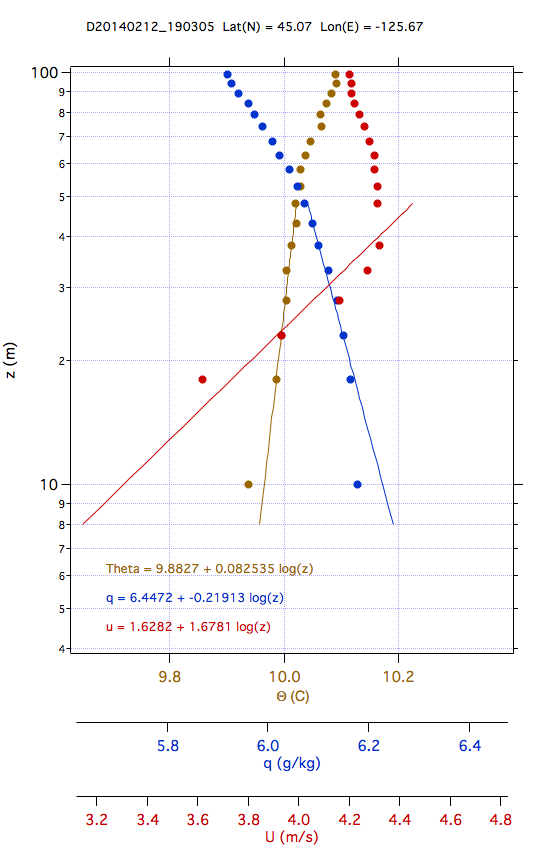 D20140212_190305  Lat(N) = 45.07  Lon(E) = -125.67
100
9
8
7
6
5
4
3
2
10
9
8
7
6
5
4
z (m)
Theta = 9.8827 + 0.082535 log(z)
q = 6.4472 + -0.21913 log(z)
u = 1.6282 + 1.6781 log(z)
9.8 10.0 10.2
Θ (C)
5.8 6.0 6.2 6.4
q (g/kg)
3.2 3.4 3.6 3.8 4.0 4.2 4.4 4.6 4.8
U (m/s)